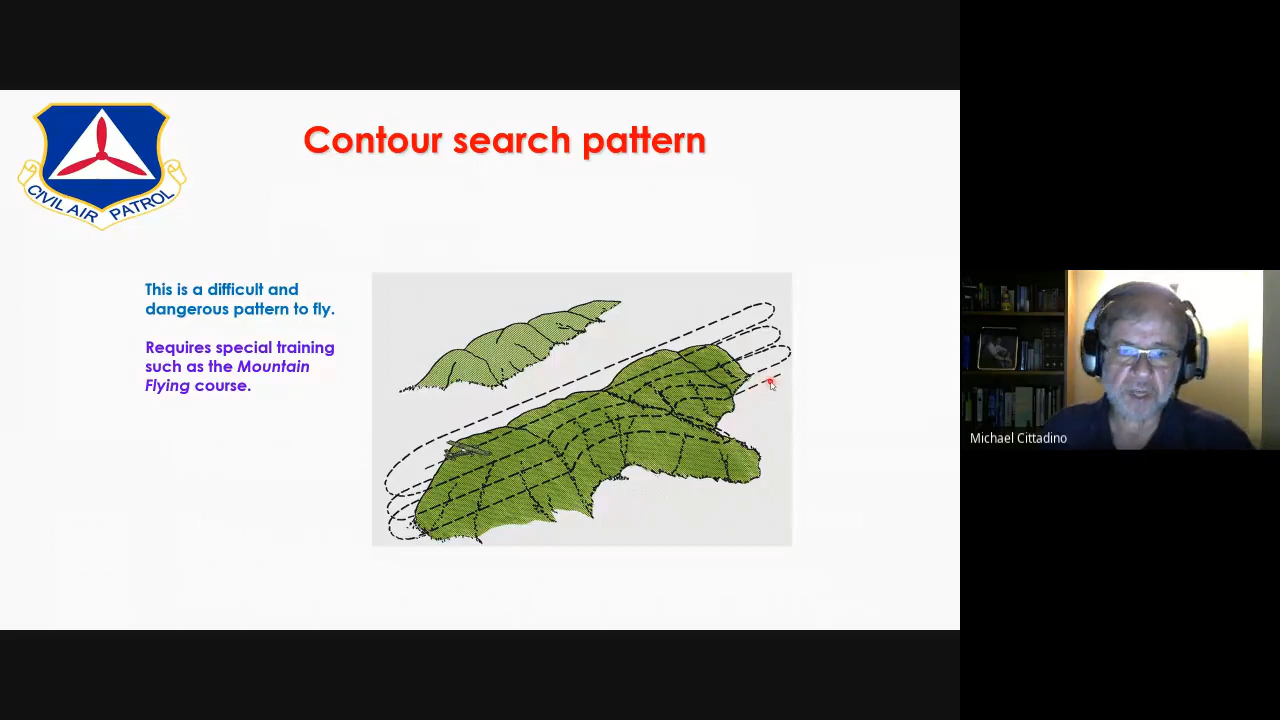 Contour search pattern
CIVIL AIR PATROL
This is a difficult and
dangerous pattern to fly.
Requires special training
such as the Mountain
Flying course.
Michael Cittadino